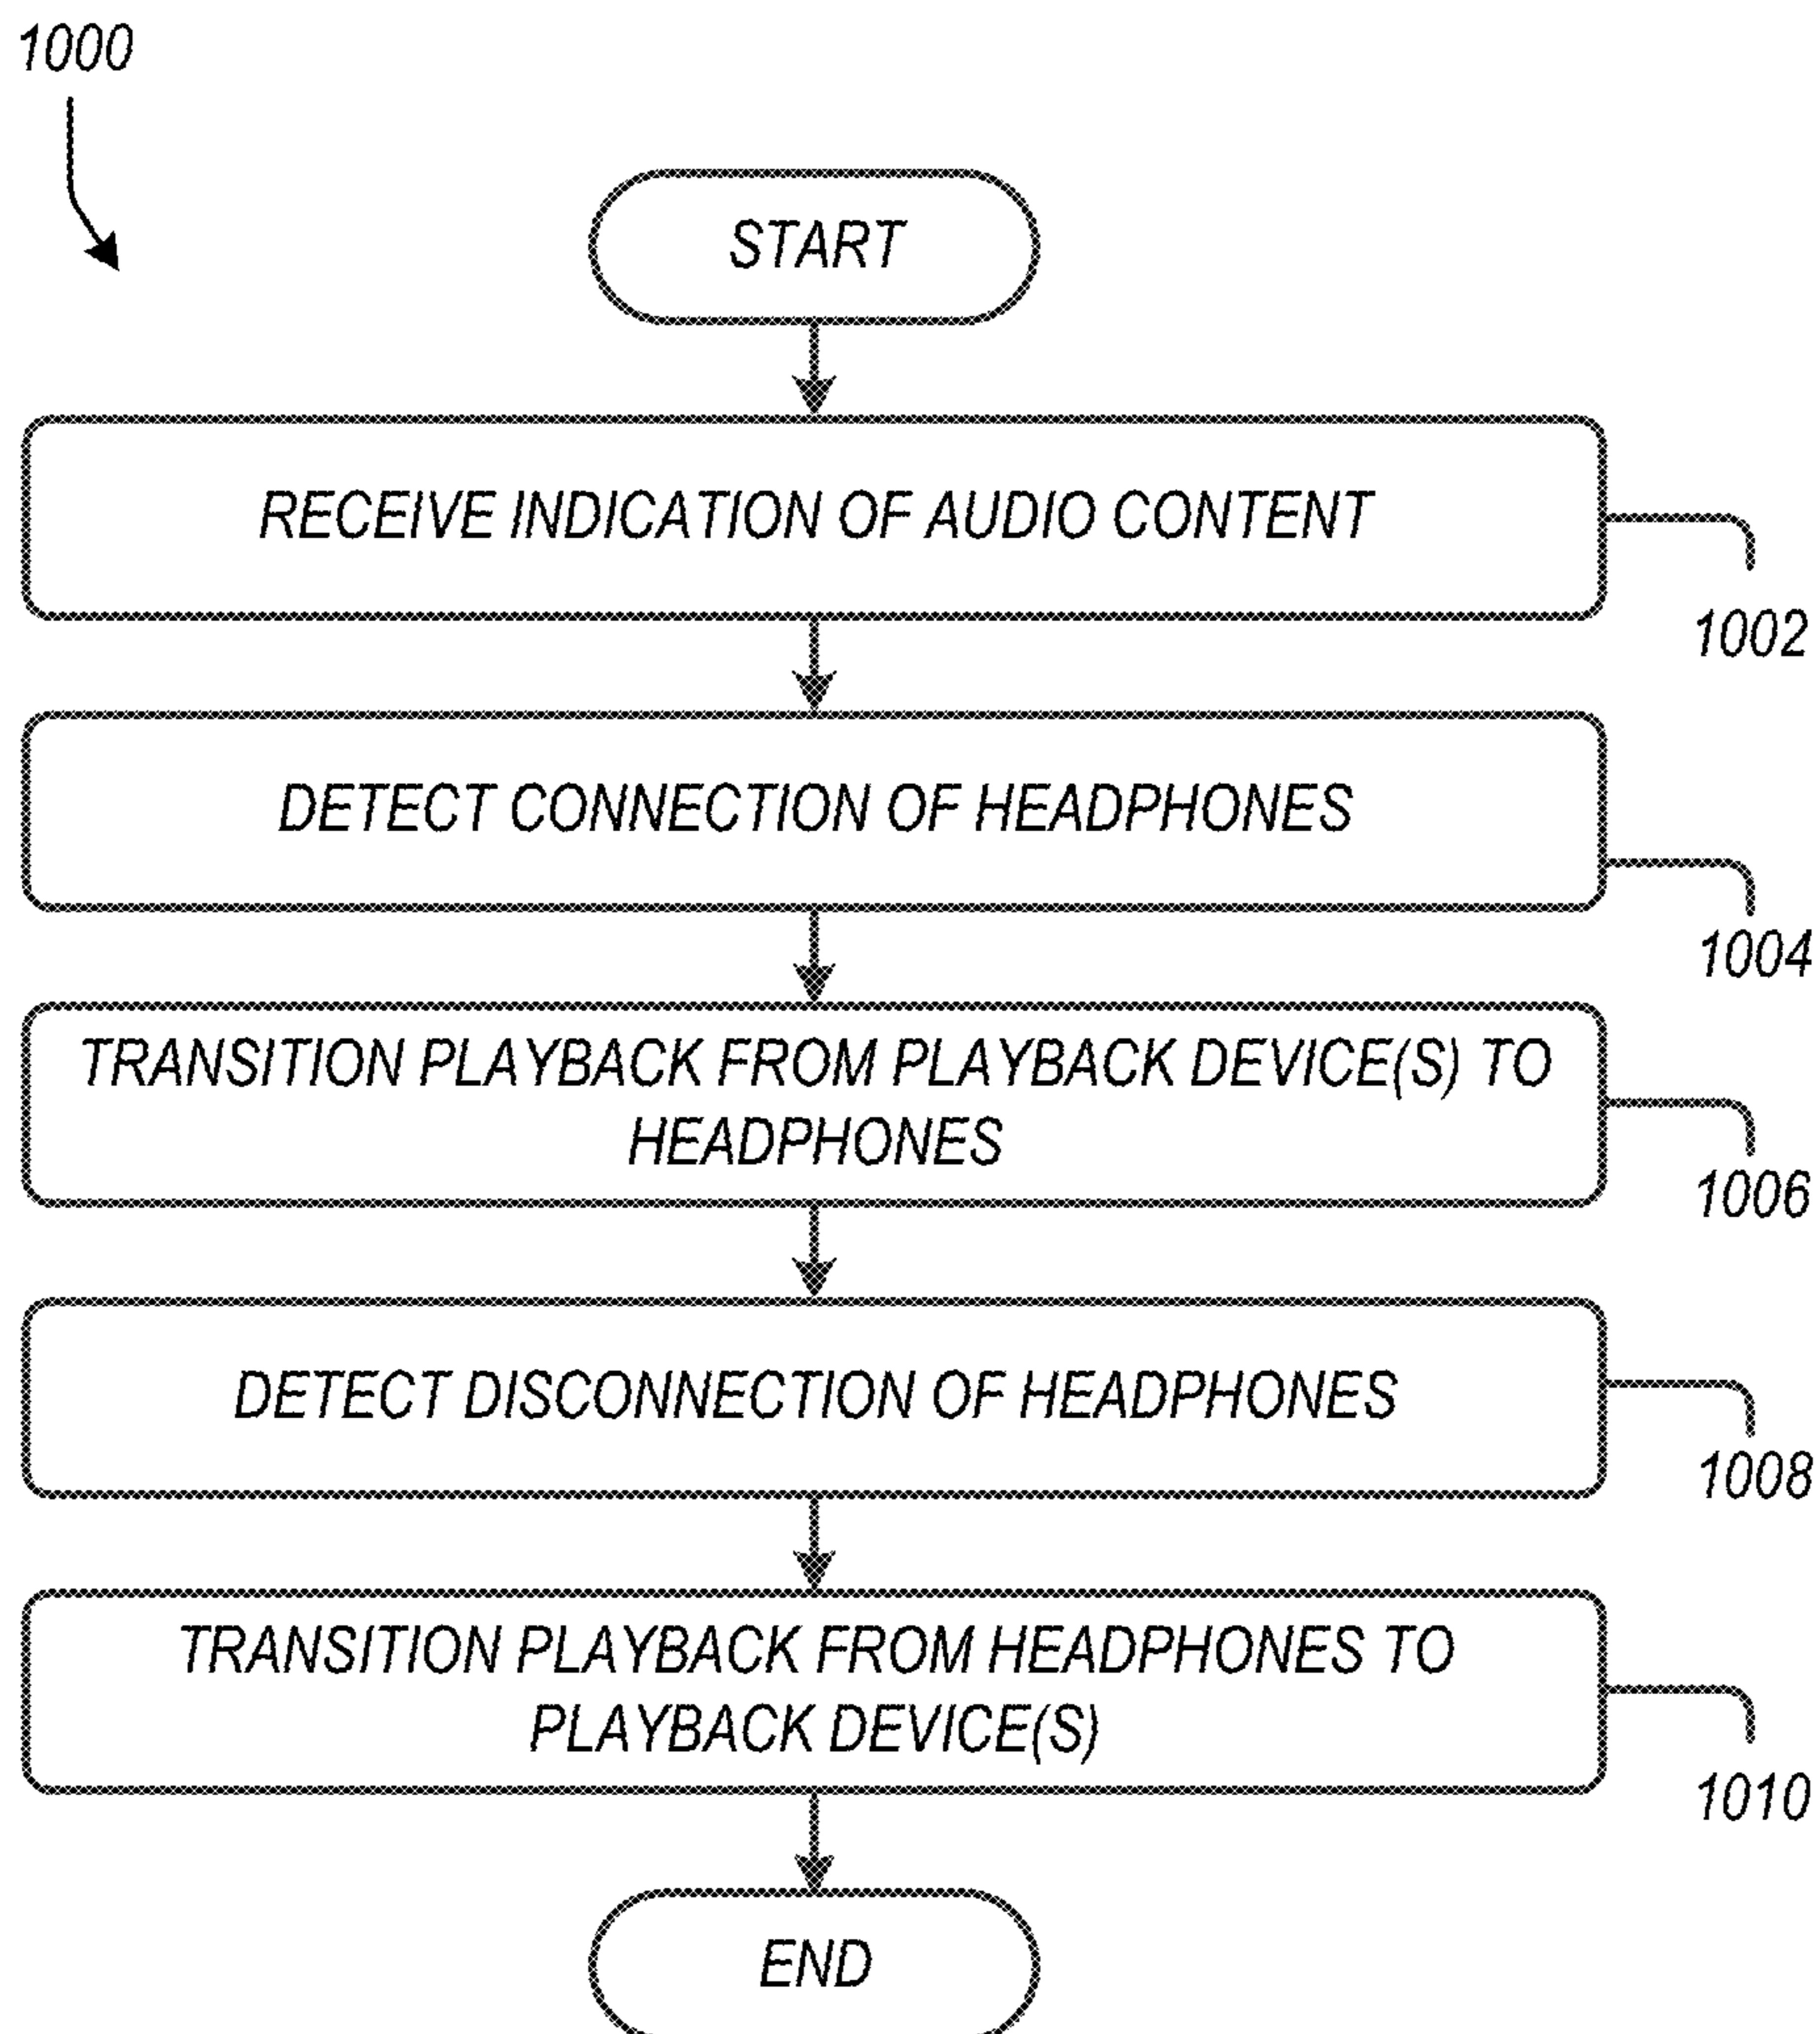 1000
START
RECEIVE INDICATION OF AUDIO CONTENT
1002
DETECT CONNECTION OF HEADPHONES
1004
TRANSITION PLAYBACK FROM PLAYBACK DEVICE(S) TO
HEADPHONES
1006
DETECT DISCONNECTION OF HEADPHONES
1008
TRANSITION PLAYBACK FROM HEADPHONES TO
PLAYBACK DEVICE(S)
1010
END